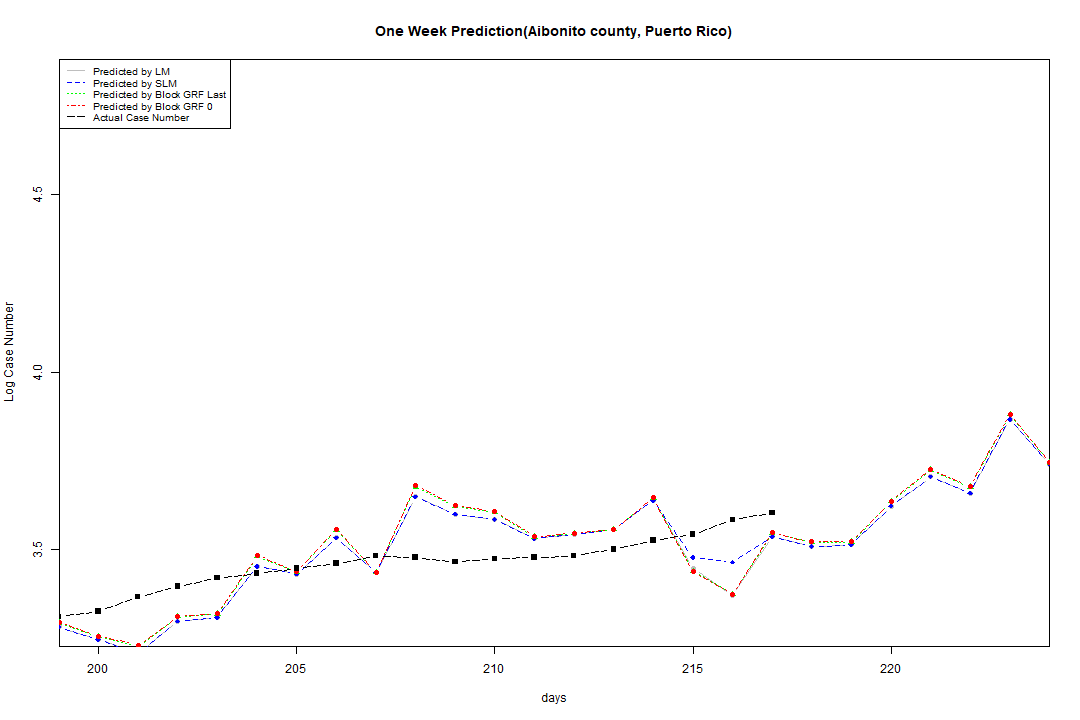 One Week Prediction(Aibonito county, Puerto Rico)
Predicted by LM
Predicted by SLM
Predicted by Block GRF Last
Predicted by Block GRF 0
Actual Case Number
4.5
4.0
3.5
Log Case Number
200 205 210 215 220
days